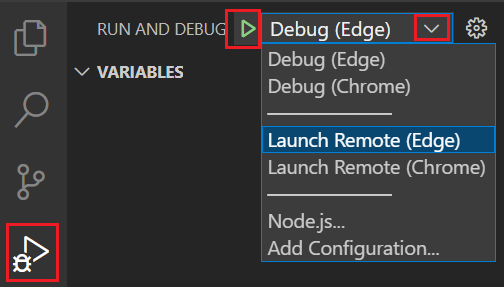 RUN AND DEBUG
Debug (Edge)
VARIABLES
Debug (Edge)
Debug (Chrome)
Launch Remote (Edge)
Launch Remote (Chrome)
Node.js...
Add Configuration...